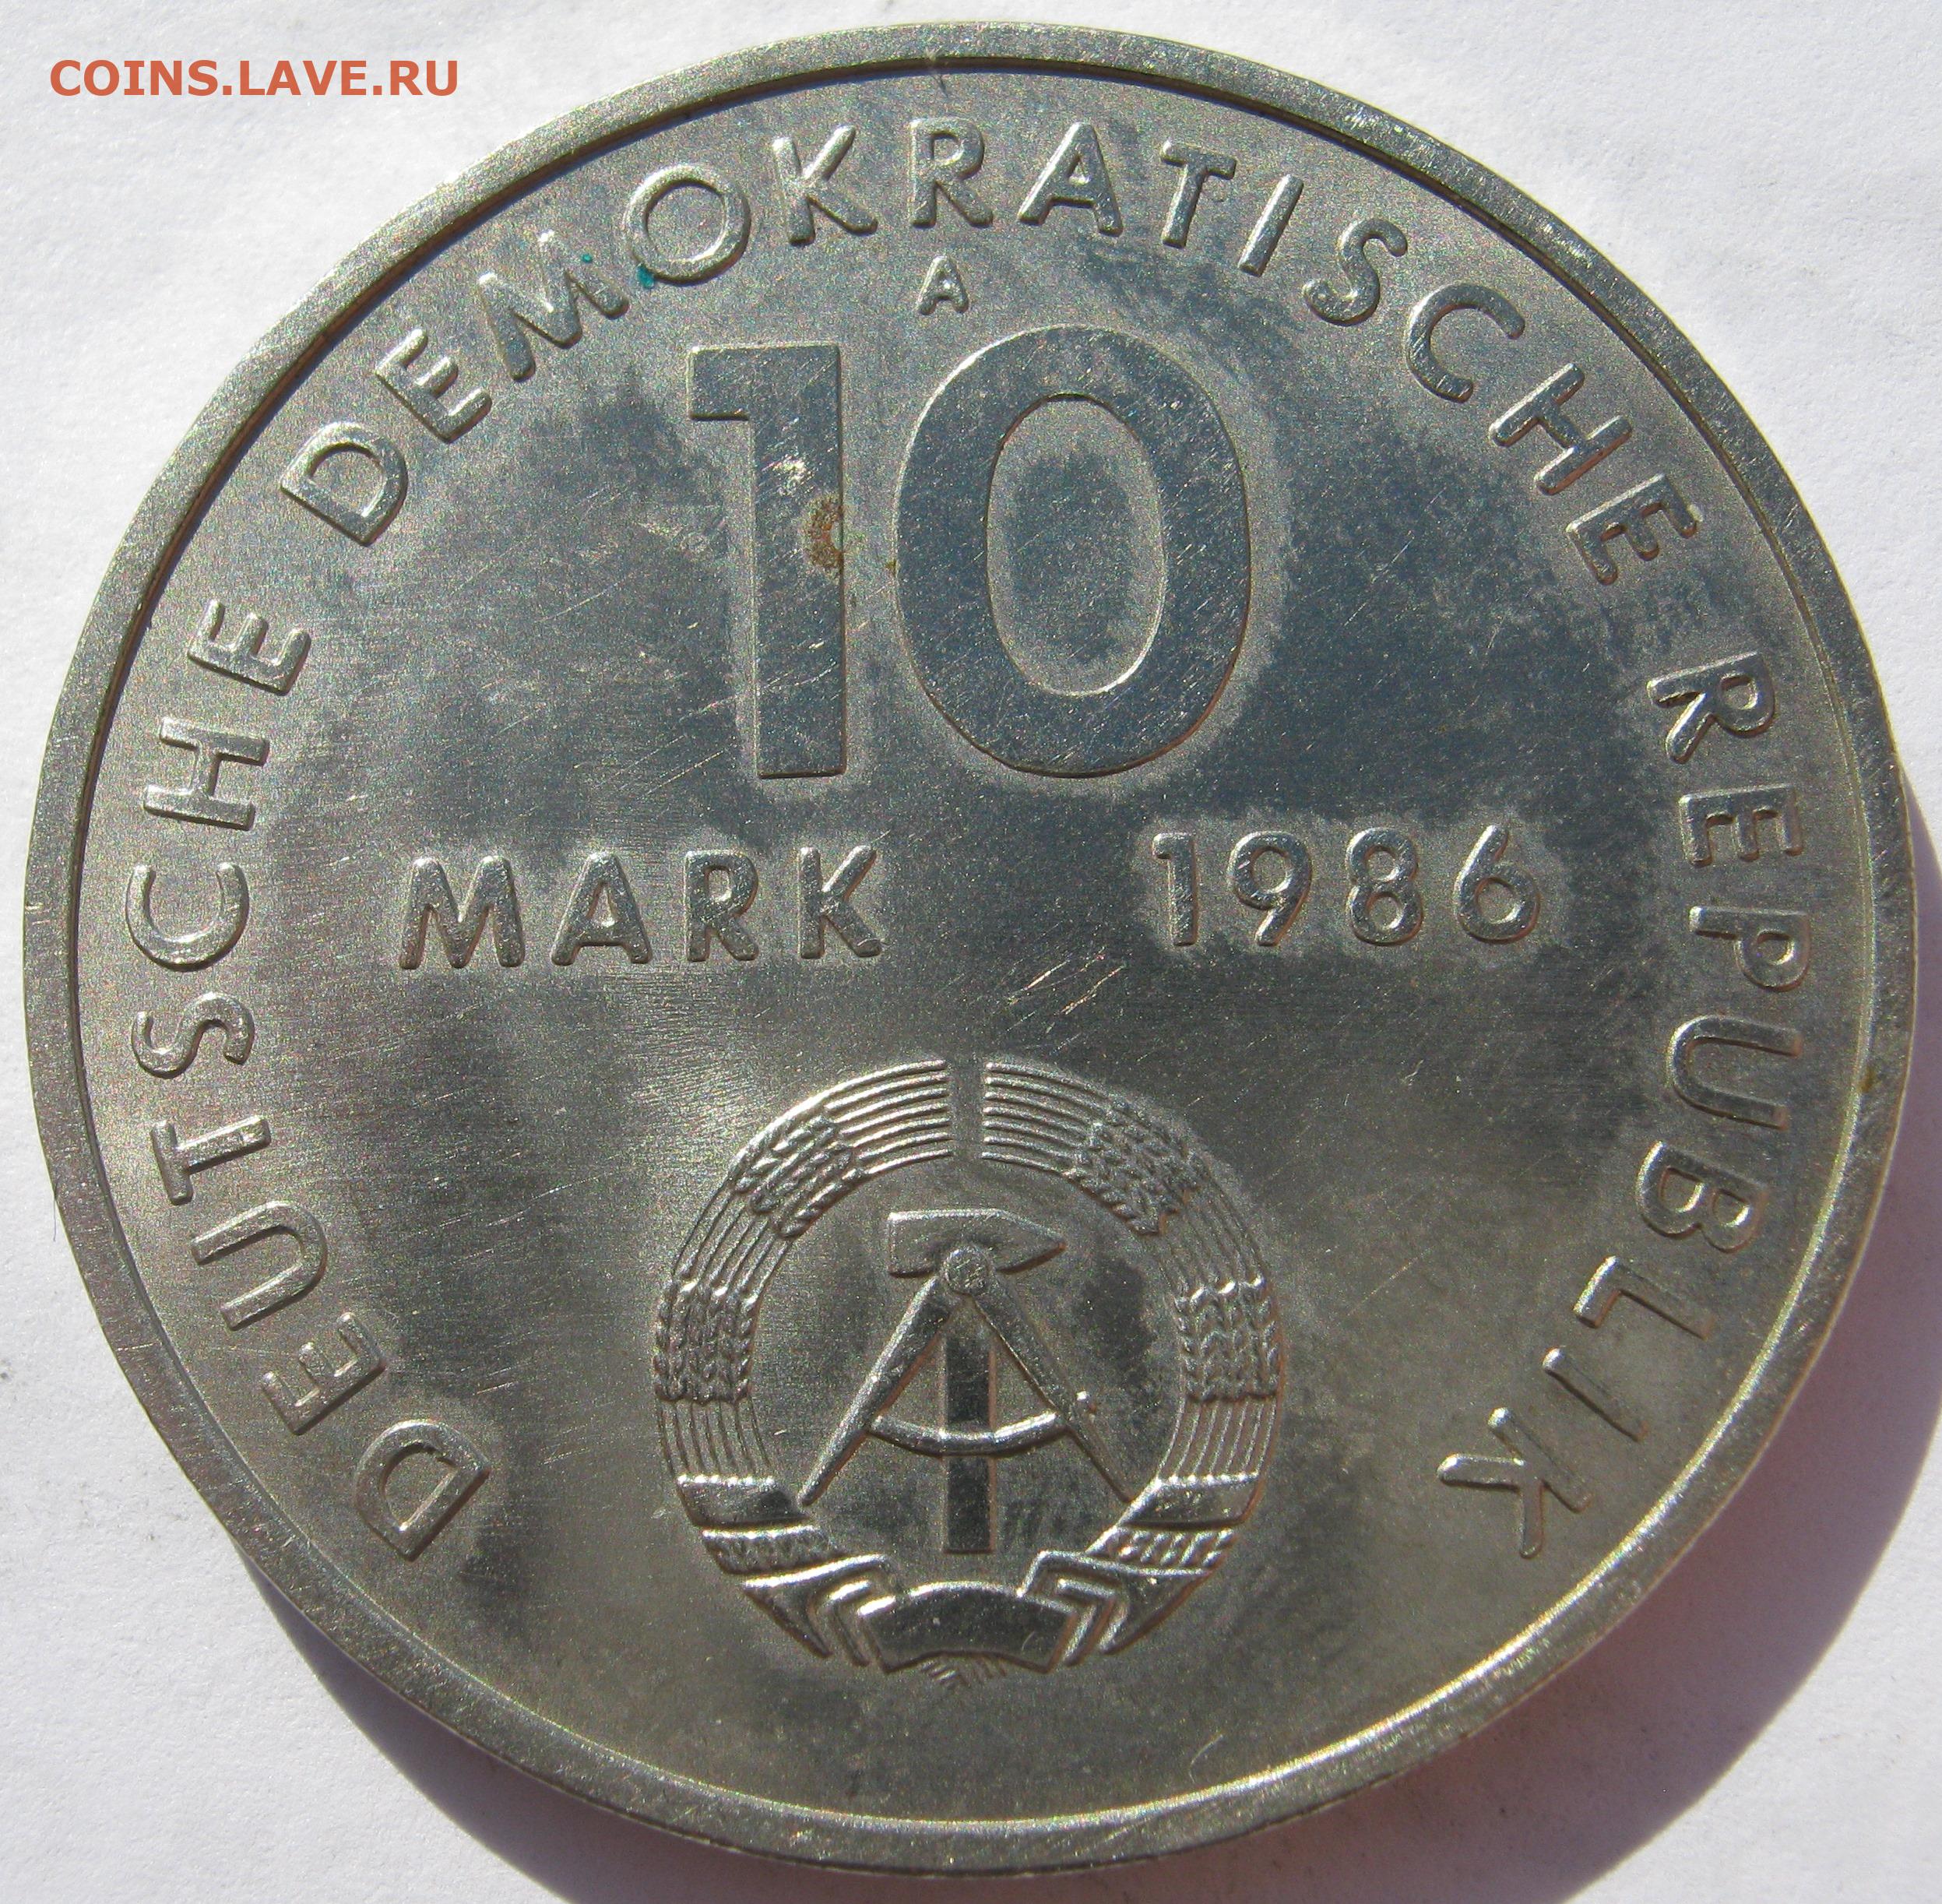 COINS.LAVE.RU
DEUTSCHE DEMOKRATISCHE REPUBLIK
A
10
MARK 1986